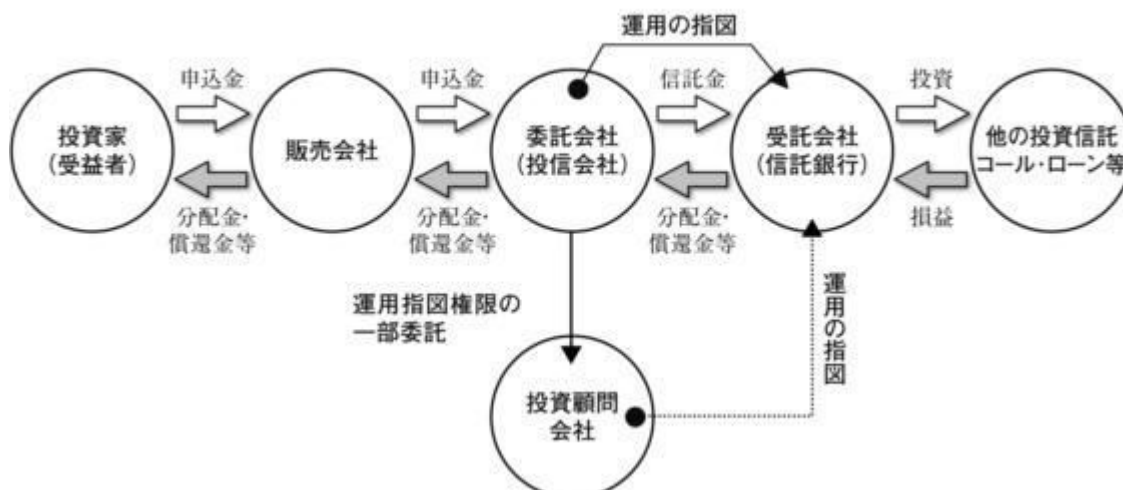 運用の指図
申込金
申込金
信託金
投資
投資家
(受益者)
販売会社
委託会社
(投信会社)
受託会社
(信託銀行)
他の投資信託
コール・ローン等
分配金・
償還金等
分配金・
償還金等
分配金・
償還金等
損益
運用指図権限の
一部委託
運用の指図
投資顧問
会社